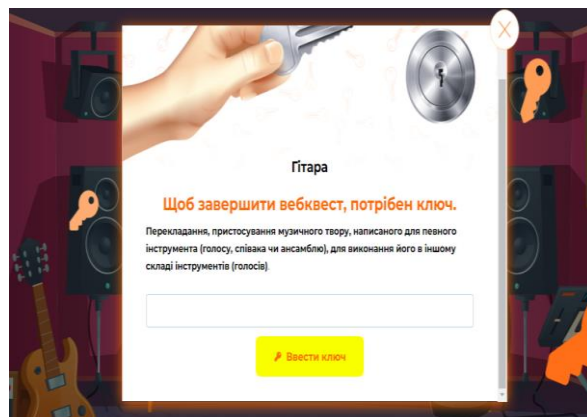 Гітара
Щоб завершити вебквест, потрібен ключ.
Перекладання, пристосування музичного твору, написаного для певного
інструмента (голосу, співака чи ансамблю), для виконання його в іншому
складі інструментів (голосів).
Ввести ключ